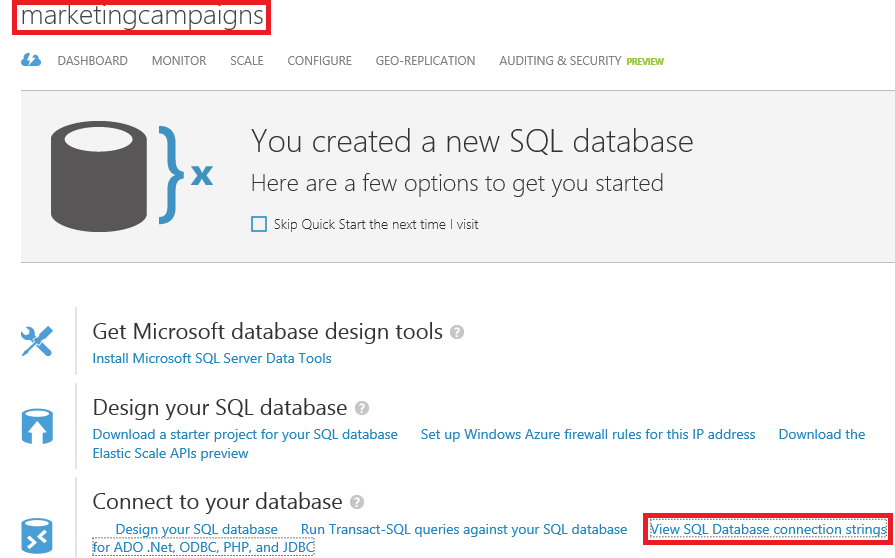 marketingcampaigns
DASHBOARD MONITOR SCALE CONFIGURE GEO-REPLICATION AUDITING & SECURITY PREVIEW
You created a new SQL database
Here are a few options to get you started
Skip Quick Start the next time I visit
Get Microsoft database design tools ?
Install Microsoft SQL Server Data Tools
Design your SQL database ?
Download a starter project for your SQL database Set up Windows Azure firewall rules for this IP address Download the
Elastic Scale APIs preview
Connect to your database ?
Design your SQL database Run Transact-SQL queries against your SQL database View SQL Database connection strings
for ADO .Net, ODBC, PHP, and JDBC